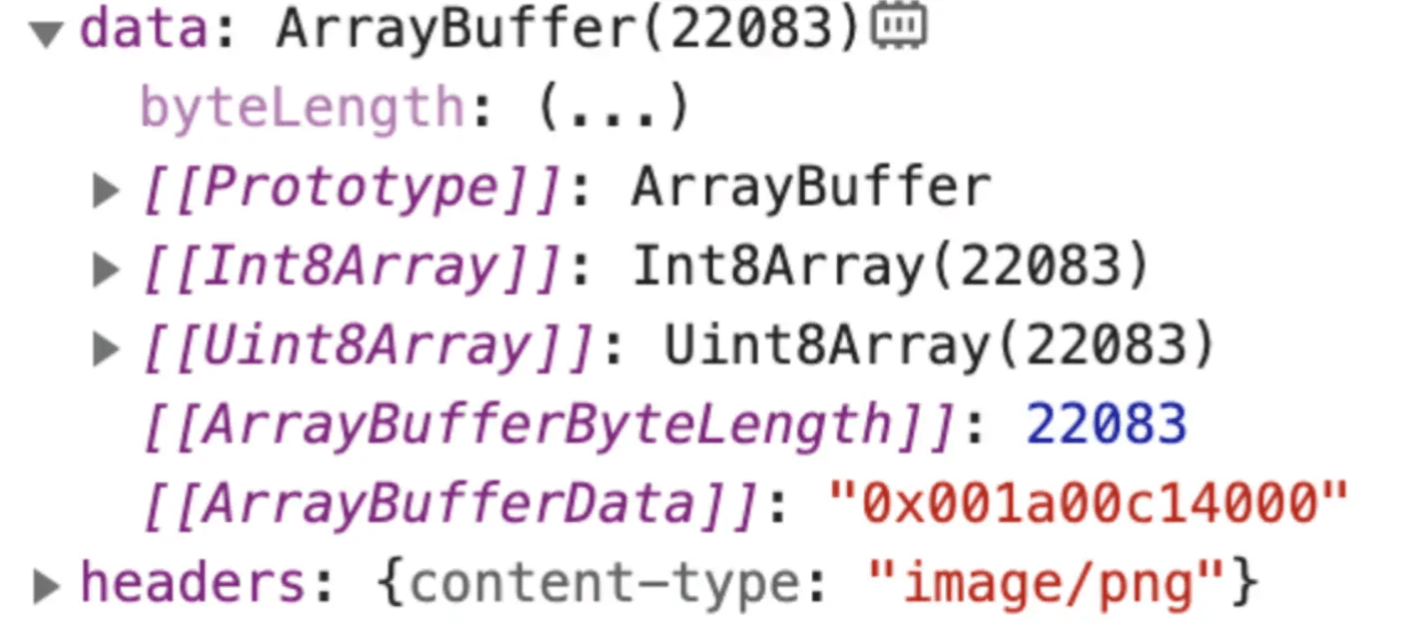 data: ArrayBuffer(22083)
byteLength: (...)
[[Prototype]]: ArrayBuffer
[[Int8Array]]: Int8Array(22083)
[[Uint8Array]]: Uint8Array(22083)
[[ArrayBufferByteLength]]: 22083
[[ArrayBufferData]]: "0x001a00c14000"
headers: {content-type: "image/png"}